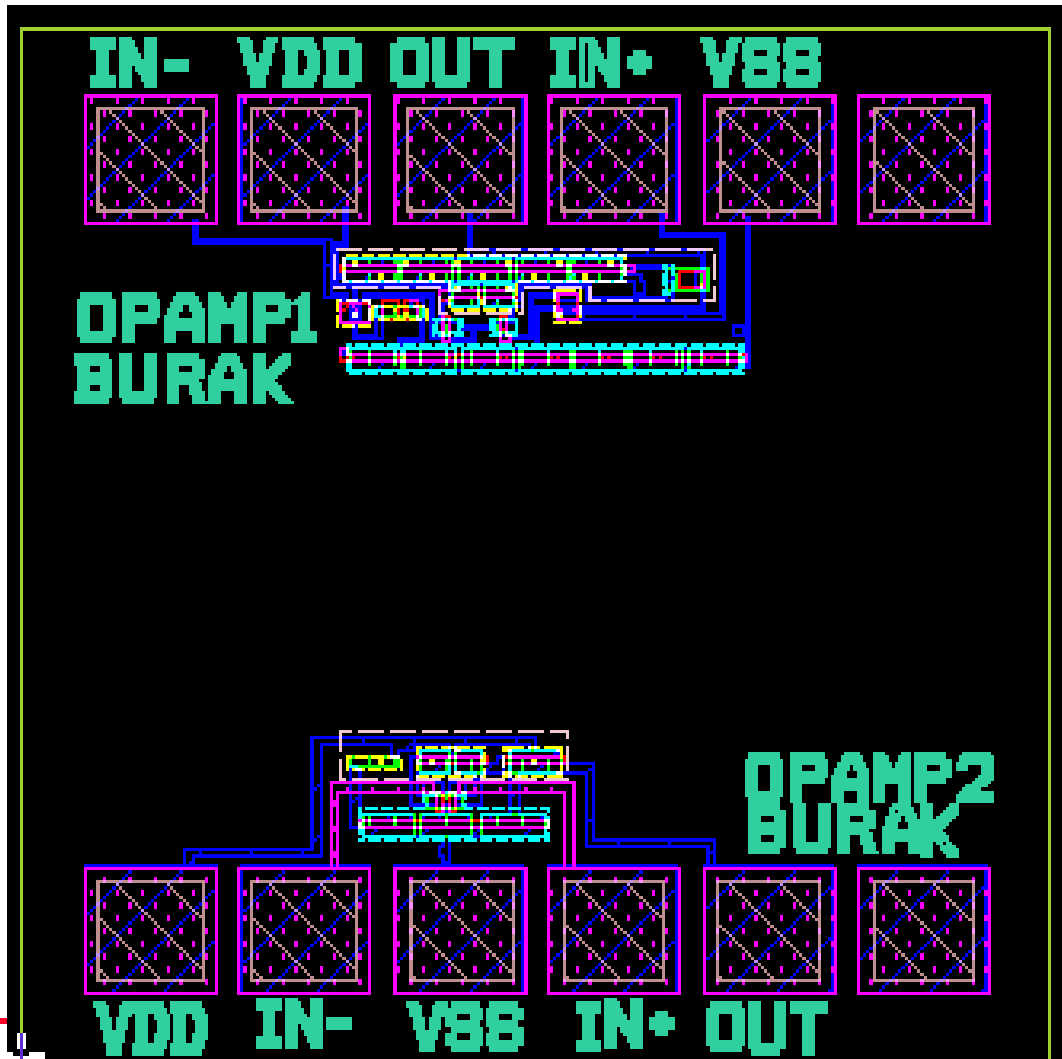 IN- VDD OUT IN+ VSS
OPAMP1
BURAK
OPAMP2
BURAK
VDD IN- VSS IN+ OUT